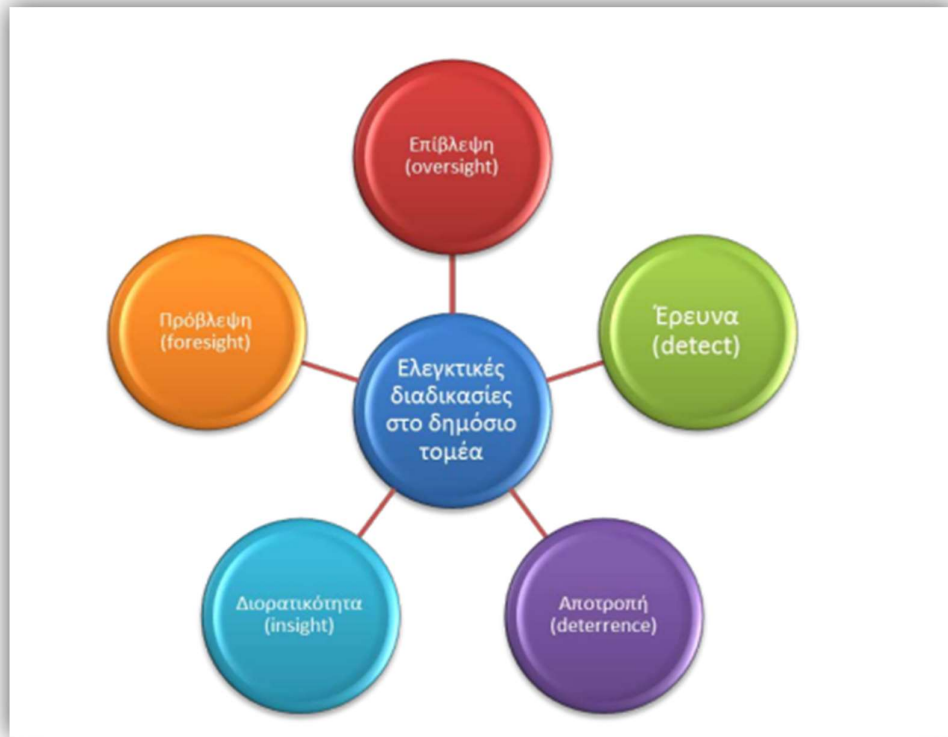 Επίβλεψη
(oversight)
Πρόβλεψη
(foresight)
Έρευνα
(detect)
Ελεγκτικές
διαδικασίες
στο δημόσιο
τομέα
Διορατικότητα
(insight)
Αποτροπή
(deterrence)